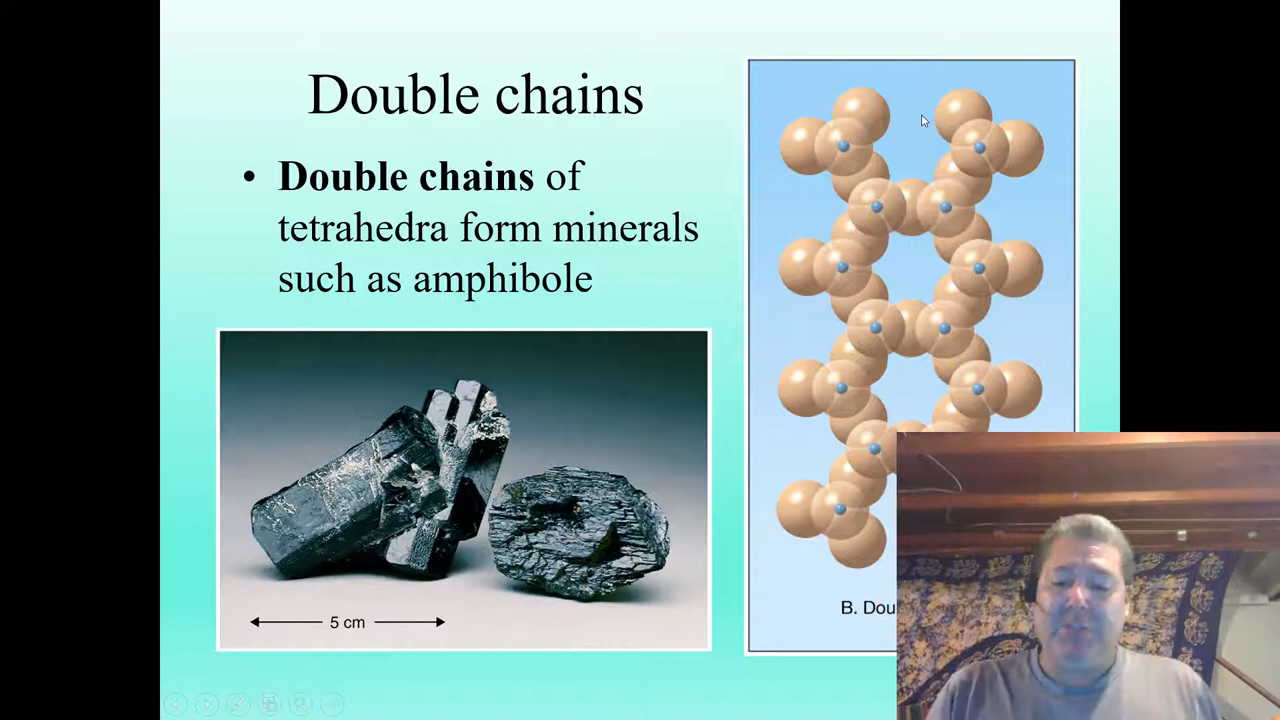 Double chains
• Double chains of
tetrahedra form minerals
such as amphibole
5 cm
B. Dou